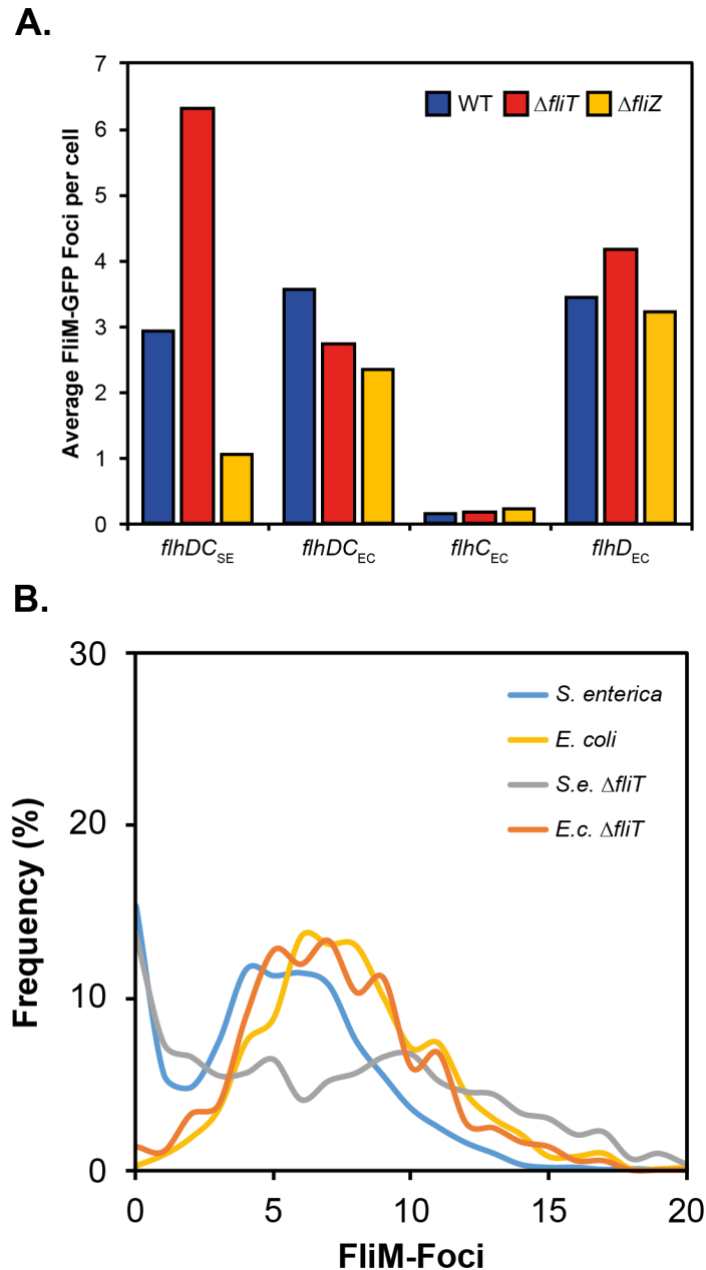 A.
Average FliM-GFP Foci per cell
7
6
5
4
3
2
1
0
WT ΔfliT ΔfliZ
flhDCSE flhDCEC flhCEC flhDEC
B.
Frequency (%)
30
20
10
0
S. enterica
E. coli
S.e. ΔfliT
E.c. ΔfliT
0 5 10 15 20
FliM-Foci